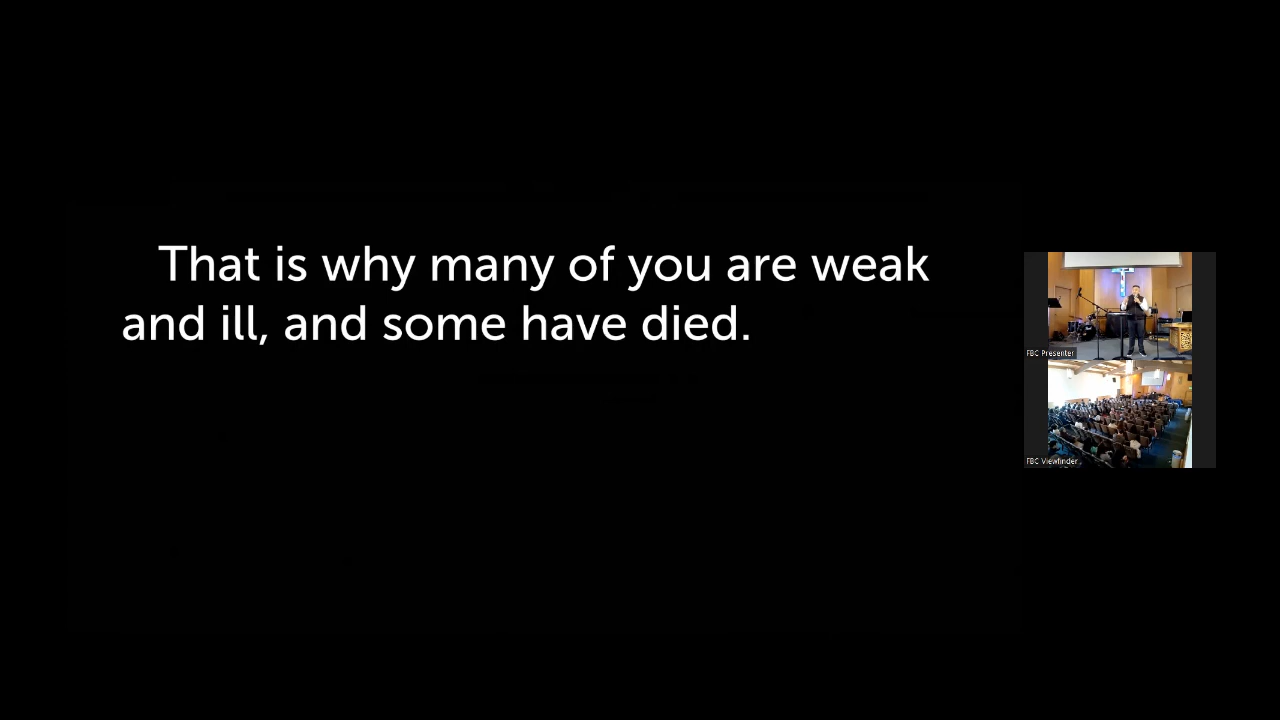 That is why many of you are weak
and ill, and some have died.
FBC Presenter
FBC Viewfinder